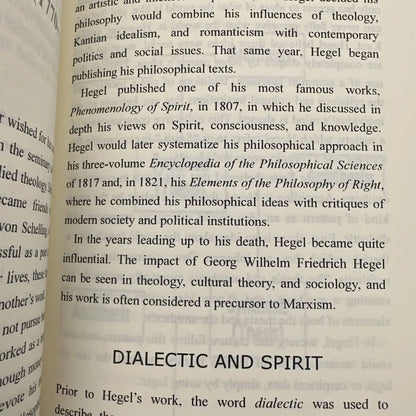 an artistic and
philosophy would combine his influences of theology,
Kantian idealism, and romanticism with contemporary
politics and social issues. That same year, Hegel began
publishing his philosophical texts.
Hegel published one of his most famous works,
Phenomenology of Spirit, in 1807, in which he discussed in
depth his views on Spirit, consciousness, and knowledge.
Hegel would later systematize his philosophical approach in
his three-volume Encyclopedia of the Philosophical Sciences
of 1817 and, in 1821, his Elements of the Philosophy of Right,
where he combined his philosophical ideas with critiques of
modern society and political institutions.
In the years leading up to his death, Hegel became quite
influential. The impact of Georg Wilhelm Friedrich Hegel
can be seen in theology, cultural theory, and sociology, and
his work is often considered a precursor to Marxism.
DIALECTIC AND SPIRIT
Prior to Hegel's work, the word dialectic was used to
describe the